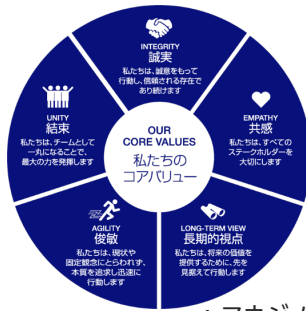 INTEGRITY
誠実
私たちは、誠意をもって
行動し、信頼される存在で
あり続けます
EMPATHY
共感
私たちは、すべての
ステークホルダーを
大切にします
LONG-TERM VIEW
長期的視点
私たちは、将来の価値を
提供するために、先を
見据えて行動します
AGILITY
俊敏
私たちは、現状や
固定観念にとらわれず、
本質を追求し迅速に
行動します
UNITY
結束
私たちは、チームとして
一丸になることで、
最大の力を発揮します
OUR
CORE VALUES
私たちの
コアバリュー